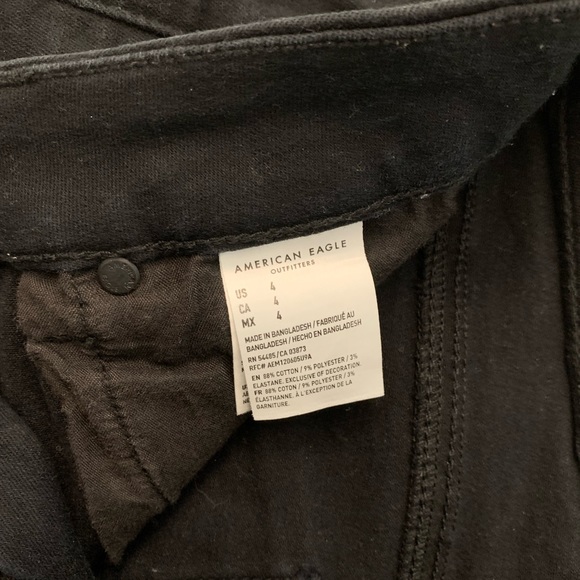 AMERICAN EAGLE
OUTFITTERS
US 4
CA 4
MX 4
MADE IN BANGLADESH / FABRIQUÉ AU
BANGLADESH / HECHO EN BANGLADESH
RN 54485/CA 03873
RFC# AEM120605U9A
EN 88% COTTON / 9% POLYESTER / 3%
ELASTANE. EXCLUSIVE OF DECORATION.
FR 88% COTON / 9% POLYESTER / 3%
ÉLASTHANNE. À L'EXCEPTION DE LA
GARNITURE.